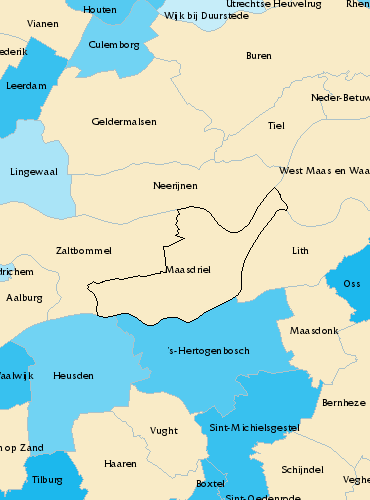 Utrechtse Heuvelrug
Rhen
Houten
Wijk bij Duurstede
Vianen
Culemborg
ederik
Buren
Leerdam
Neder-Betuw
Geldermalsen
Tiel
Lingewaal
West Maas en Waa
Neerijnen
Zaltbommel
Lith
Maasdriel
drichem
Oss
Aalburg
Maasdonk
's-Hertogenbosch
aalwijk
Heusden
Bernheze
Vught
Sint-Michielsgestel
n op Zand
Haaren
Schijndel
Tilburg
Boxtel
Veghe
Sint-Oedenrode